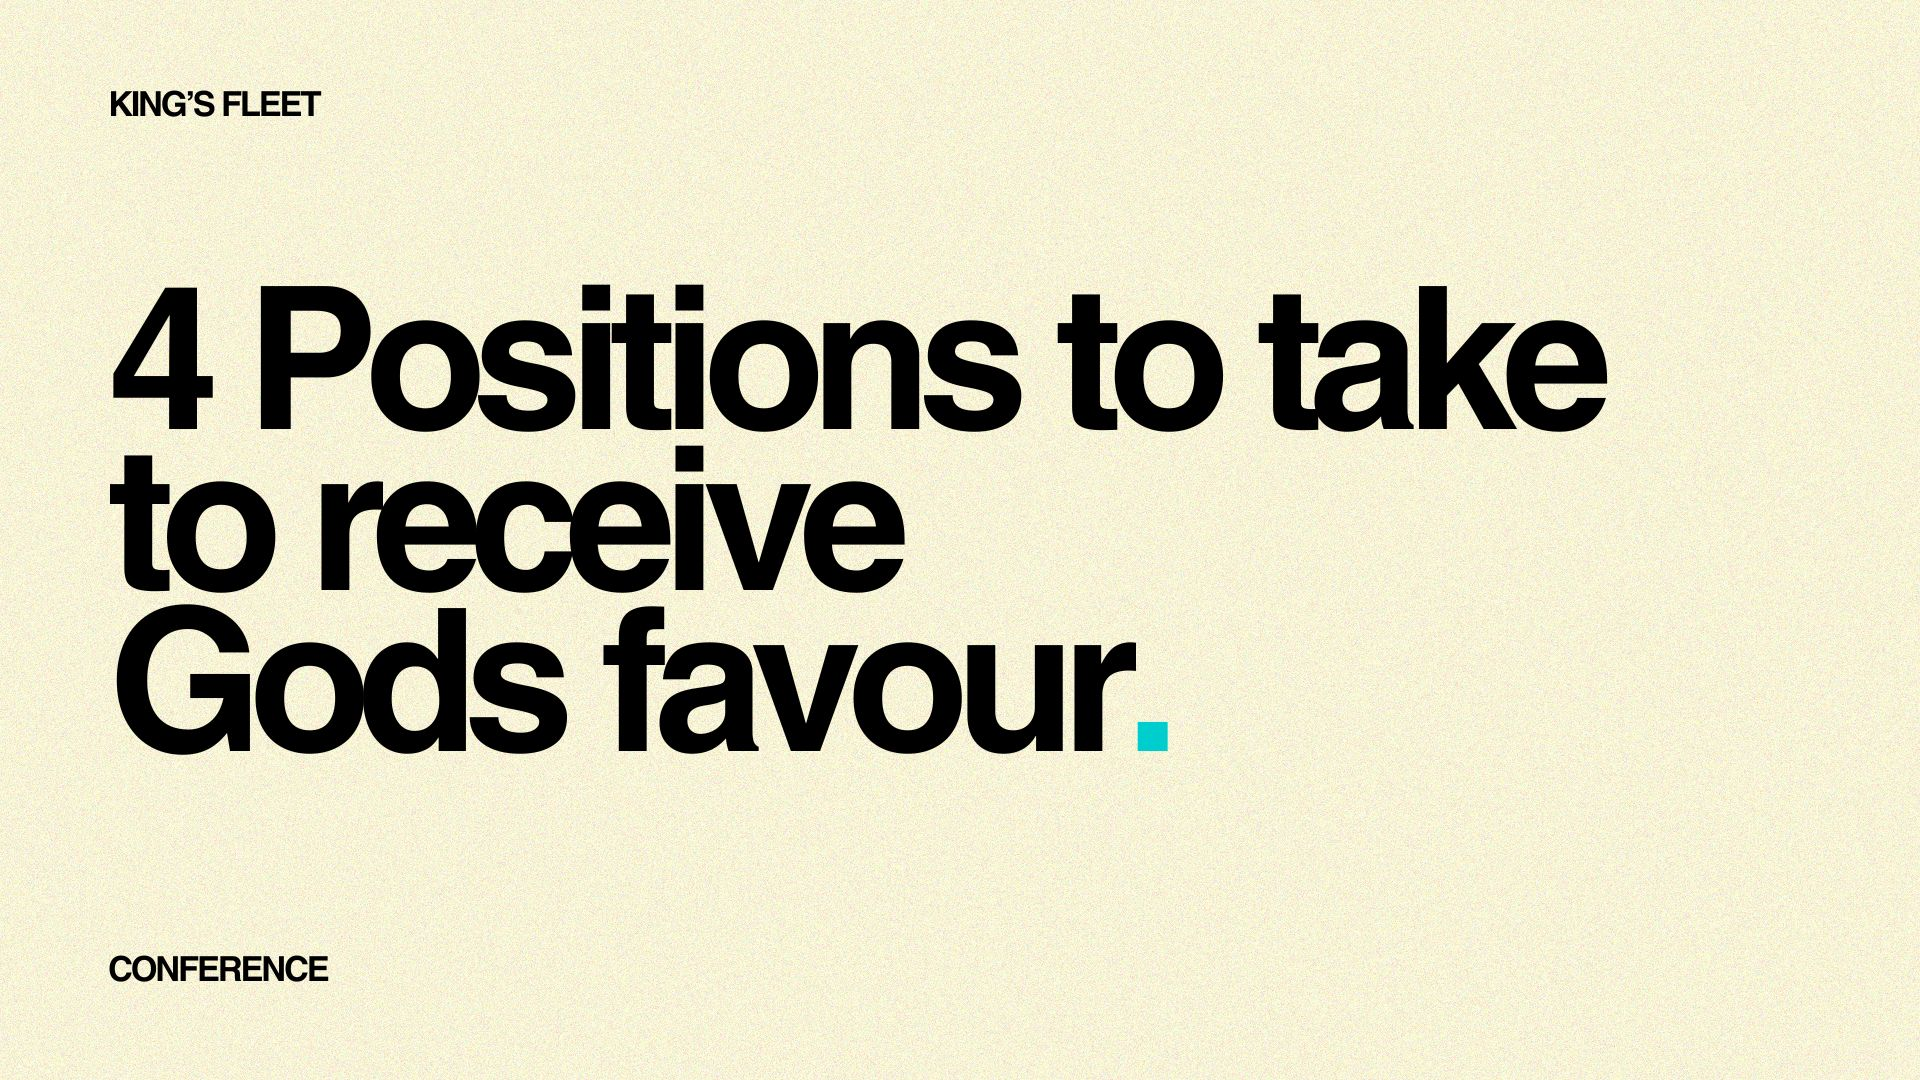 KING’S FLEET
4 Positions to take
to receive
Gods favour.
CONFERENCE